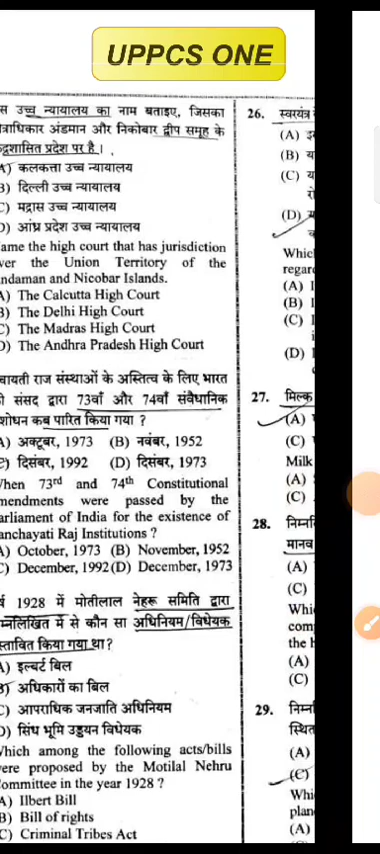 UPPCS ONE
उच्च न्यायालय का नाम बताइए, जिसका
अंडमान और निकोबार द्वीप समूह के
पर है।
कलकत्ता उच्च न्यायालय
दिल्ली उच्च न्यायालय
मद्रास उच्च न्यायालय
आंध्र प्रदेश उच्च न्यायालय
ame the high court that has jurisdiction
ver the Union Territory of the
ndaman and Nicobar Islands.
A) The Calcutta High Court
B) The Delhi High Court
C) The Madras High Court
D) The Andhra Pradesh High Court
चायती राज संस्थाओं के अस्तित्व के लिए भारत
संसद द्वारा 73वाँ और 74वाँ संवैधानिक
शोधन कब पारित किया गया ?
A) अक्टूबर, 1973 (B) नवंबर, 1952
दिसंबर, 1992 (D) दिसंबर, 1973
When 73rd and 74th Constitutional
mendments were passed by the
arliament of India for the existence of
anchayati Raj Institutions ?
A) October, 1973 (B) November, 1952
C) December, 1992 (D) December, 1973
र्ष 1928 में मोतीलाल नेहरू समिति द्वारा
म्नलिखित में से कौन सा अधिनियम/विधेयक
स्तावित किया गया था?
A) इल्बर्ट बिल
अधिकारों का बिल
C) आपराधिक जनजाति अधिनियम
D) सिंध भूमि उड्डयन विधेयक
Which among the following acts/bills
ere proposed by the Motilal Nehru
ommittee in the year 1928 ?
A) Ilbert Bill
B) Bill of rights
C) Criminal Tribes Act
26. स्वरयंत्र
(A)
(B)
(C)
(D)
Whic
regar
(A)
(B)
(C)
(D)
27. मिल्क
(A)
(C)
Milk
(A)
(C)
28.
मानव
(A)
(C)
Whi
com
the
(A)
(C)
29.
(A)
(C)
Whi
plan
(A)